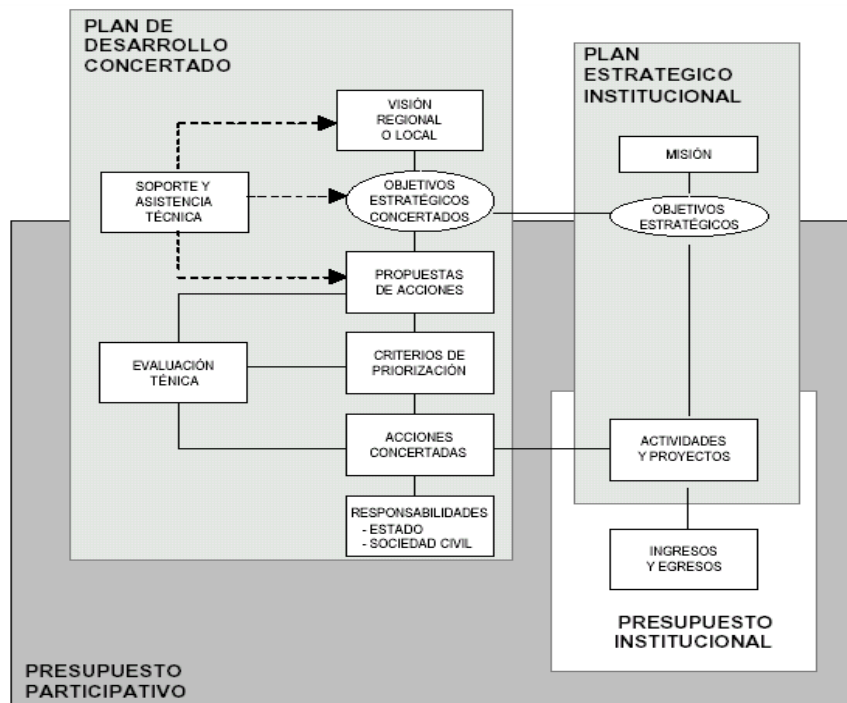 PLAN DE
DESARROLLO
CONCERTADO
VISIÓN
REGIONAL
O LOCAL
SOPORTE Y
ASISTENCIA
TÉCNICA
OBJETIVOS
ESTRATÉGICOS
CONCERTADOS
PROPUESTAS
DE ACCIONES
EVALUACIÓN
TÉNICA
CRITERIOS DE
PRIORIZACIÓN
ACCIONES
CONCERTADAS
RESPONSABILIDADES
- ESTADO
- SOCIEDAD CIVIL
PLAN
ESTRATEGICO
INSTITUCIONAL
MISIÓN
OBJETIVOS
ESTRATÉGICOS
ACTIVIDADES
Y PROYECTOS
INGRESOS
Y EGRESOS
PRESUPUESTO
INSTITUCIONAL
PRESUPUESTO
PARTICIPATIVO